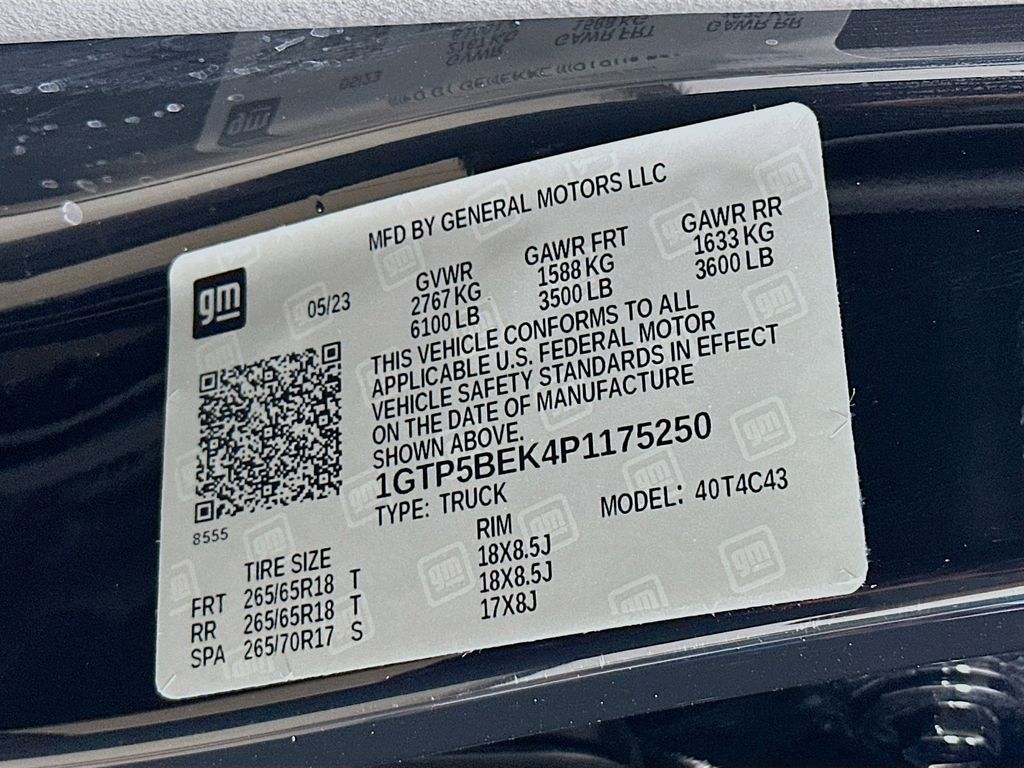 MFD BY GENERAL MOTORS LLC
gm
05/23
GVWR GAWR FRT GAWR RR
2767 KG 1588 KG 1633 KG
6100 LB 3500 LB 3600 LB
THIS VEHICLE CONFORMS TO ALL
APPLICABLE U.S. FEDERAL MOTOR
VEHICLE SAFETY STANDARDS IN EFFECT
ON THE DATE OF MANUFACTURE
SHOWN ABOVE.
1GTP5BEK4P1175250
TYPE: TRUCK MODEL: 40T4C43
8555
TIRE SIZE RIM
FRT 265/65R18 T 18X8.5J
RR 265/65R18 T 18X8.5J
SPA 265/70R17 S 17X8J